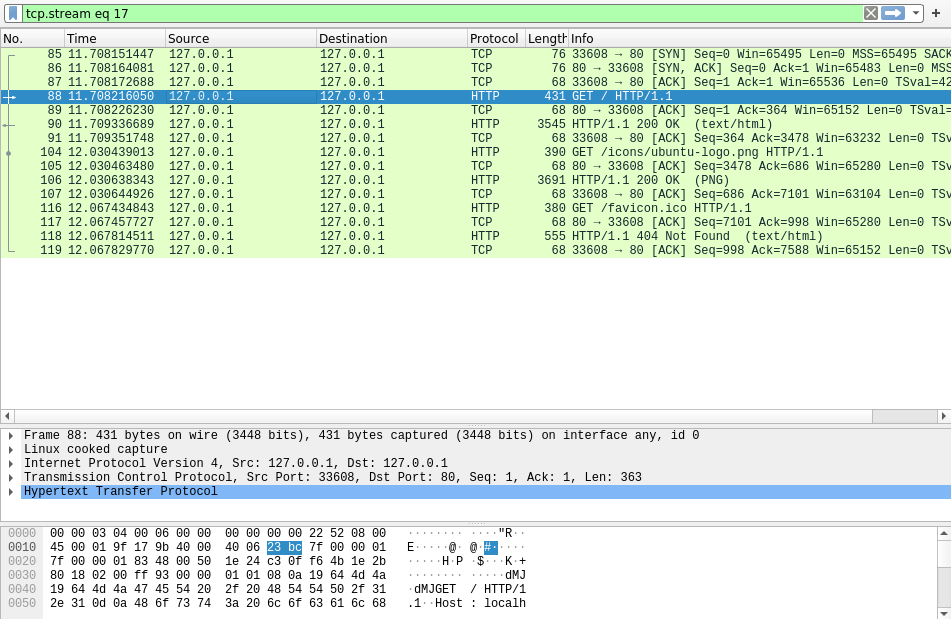 tcp.stream eq 17
No. Time Source Destination Protocol Length Info
85 11.708151447 127.0.0.1 127.0.0.1 TCP 76 33608 → 80 [SYN] Seq=0 Win=65495 Len=0 MSS=65495 SACK
86 11.708164081 127.0.0.1 127.0.0.1 TCP 76 80 → 33608 [SYN, ACK] Seq=0 Ack=1 Win=65483 Len=0 MSS
87 11.708172688 127.0.0.1 127.0.0.1 TCP 68 33608 → 80 [ACK] Seq=1 Ack=1 Win=65536 Len=0 TSval=42
88 11.708216050 127.0.0.1 127.0.0.1 HTTP 431 GET / HTTP/1.1
89 11.708226230 127.0.0.1 127.0.0.1 TCP 68 80 → 33608 [ACK] Seq=1 Ack=364 Win=65152 Len=0 TSval=
90 11.709336689 127.0.0.1 127.0.0.1 HTTP 3545 HTTP/1.1 200 OK (text/html)
91 11.709351748 127.0.0.1 127.0.0.1 TCP 68 33608 → 80 [ACK] Seq=364 Ack=3478 Win=63232 Len=0 TSv
104 12.030439013 127.0.0.1 127.0.0.1 HTTP 390 GET /icons/ubuntu-logo.png HTTP/1.1
105 12.030463480 127.0.0.1 127.0.0.1 TCP 68 80 → 33608 [ACK] Seq=3478 Ack=686 Win=65280 Len=0 TSv
106 12.030638343 127.0.0.1 127.0.0.1 HTTP 3691 HTTP/1.1 200 OK (PNG)
107 12.030644926 127.0.0.1 127.0.0.1 TCP 68 33608 → 80 [ACK] Seq=686 Ack=7101 Win=63104 Len=0 TSv
116 12.067434843 127.0.0.1 127.0.0.1 HTTP 380 GET /favicon.ico HTTP/1.1
117 12.067457727 127.0.0.1 127.0.0.1 TCP 68 80 → 33608 [ACK] Seq=7101 Ack=998 Win=65280 Len=0 TSv
118 12.067814511 127.0.0.1 127.0.0.1 HTTP 555 HTTP/1.1 404 Not Found (text/html)
119 12.067829770 127.0.0.1 127.0.0.1 TCP 68 33608 → 80 [ACK] Seq=998 Ack=7588 Win=65152 Len=0 TSv
Frame 88: 431 bytes on wire (3448 bits), 431 bytes captured (3448 bits) on interface any, id 0
Linux cooked capture
Internet Protocol Version 4, Src: 127.0.0.1, Dst: 127.0.0.1
Transmission Control Protocol, Src Port: 33608, Dst Port: 80, Seq: 1, Ack: 1, Len: 363
Hypertext Transfer Protocol
0000 00 00 03 04 00 06 00 00 00 00 00 00 22 52 08 00 ········ ····"R··
0010 45 00 01 9f 17 9b 40 00 40 06 23 bc 7f 00 00 01 E·····@· @·#·····
0020 7f 00 00 01 83 48 00 50 1e 24 c3 0f f6 4b 1e 2b ·····H·P ·$···K·+
0030 80 18 02 00 ff 93 00 00 01 01 08 0a 19 64 4d 4a ········ ·····dMJ
0040 19 64 4d 4a 47 45 54 20 2f 20 48 54 54 50 2f 31 ·dMJGET / HTTP/1
0050 2e 31 0d 0a 48 6f 73 74 3a 20 6c 6f 63 61 6c 68 .1··Host : localh